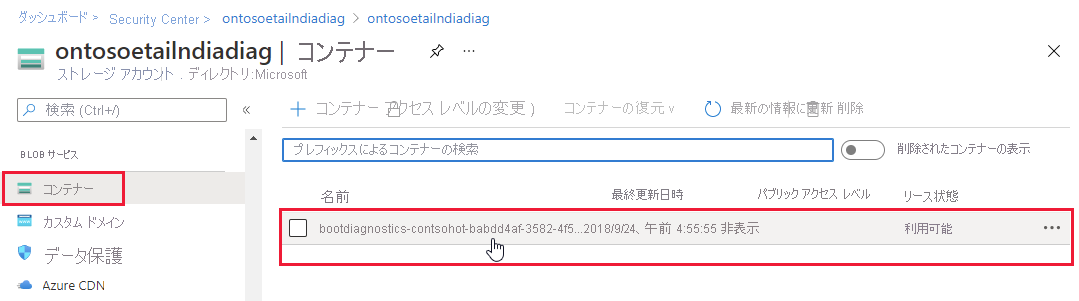 ダッシュボード > Security Center > ontosoetailndiadiag > ontosoetailndiadiag
ontosoetailndiadiag | コンテナー
ストレージ アカウント . ディレクトリ:Microsoft
検索 (Ctrl+/)
«
+ コンテナー アクセス レベルの変更 )
コンテナーの復元 ∨
最新の情報に更新 削除
プレフィックスによるコンテナーの検索
削除されたコンテナーの表示
BLOB サービス
コンテナー
カスタム ドメイン
データ保護
Azure CDN
名前
最終更新日時
パブリック アクセス レベル
リース状態
bootdiagnostics-contsohot-babdd4af-3582-4f5...2018/9/24、午前 4:55:55 非表示
利用可能